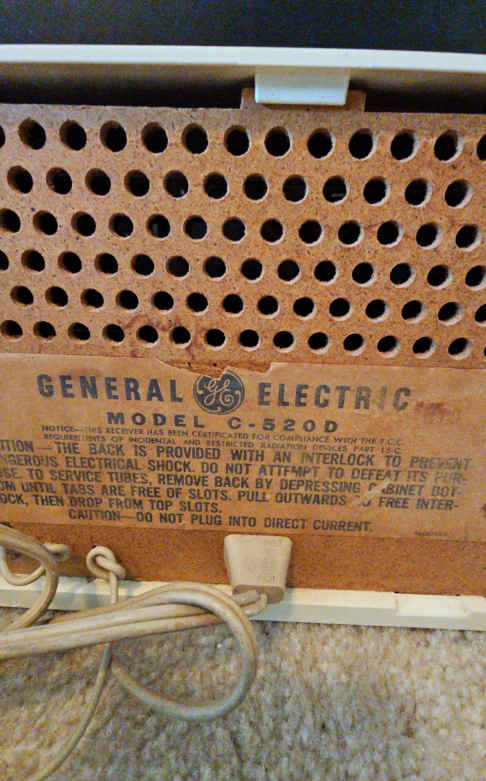 GENERAL GE ELECTRIC
MODEL C-520D
NOTICE—THIS RECEIVER HAS BEEN CERTIFICATED FOR COMPLIANCE WITH THE F.C.C.
REQUIREMENTS OF INCIDENTAL AND RESTRICTED RADIATION DEVICES PART 15-C
TION—THE BACK IS PROVIDED WITH AN INTERLOCK TO PREVENT
NGEROUS ELECTRICAL SHOCK. DO NOT ATTEMPT TO DEFEAT ITS PUR-
SE. TO SERVICE TUBES, REMOVE BACK BY DEPRESSING CABINET BOT-
M UNTIL TABS ARE FREE OF SLOTS. PULL OUTWARDS TO FREE INTER-
OCK, THEN DROP FROM TOP SLOTS.
CAUTION—DO NOT PLUG INTO DIRECT CURRENT.